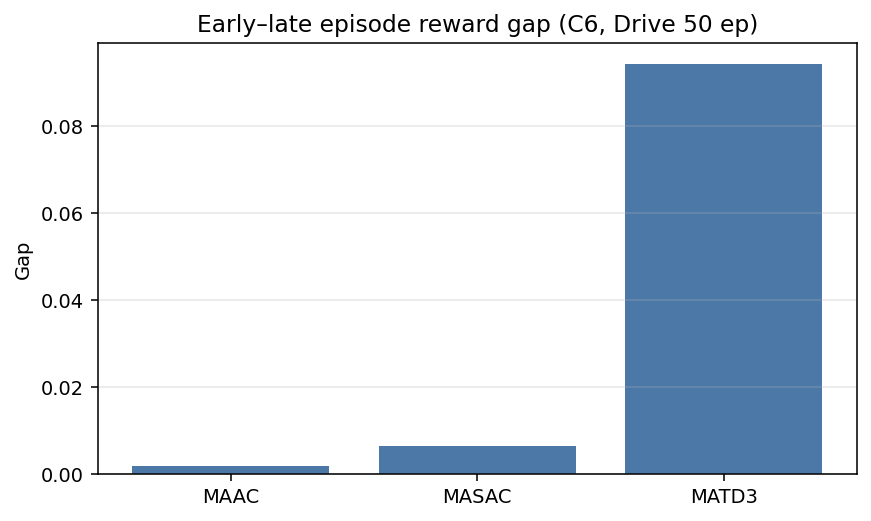 Early–late episode reward gap (C6, Drive 50 ep)
Gap
0.08
0.06
0.04
0.02
0.00
MAAC MASAC MATD3